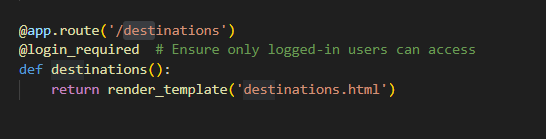 @app.route('/destinations')
@login_required  # Ensure only logged-in users can access
def destinations():
    return render_template('destinations.html')